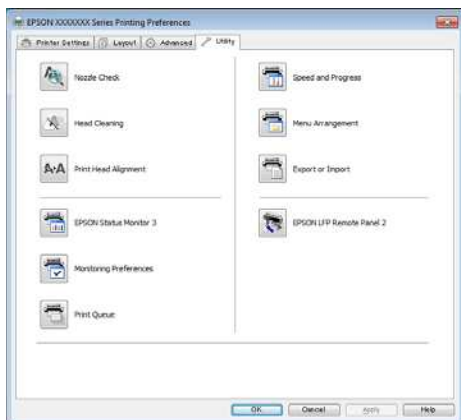 EPSON XXXXXXX Series Printing Preferences
Printer Settings Layout Advanced Utility
Nozzle Check
Head Cleaning
Print Head Alignment
EPSON Status Monitor 3
Monitoring Preferences
Print Queue
Speed and Progress
Menu Arrangement
Export or Import
EPSON LFP Remote Panel 2
OK Cancel Apply Help